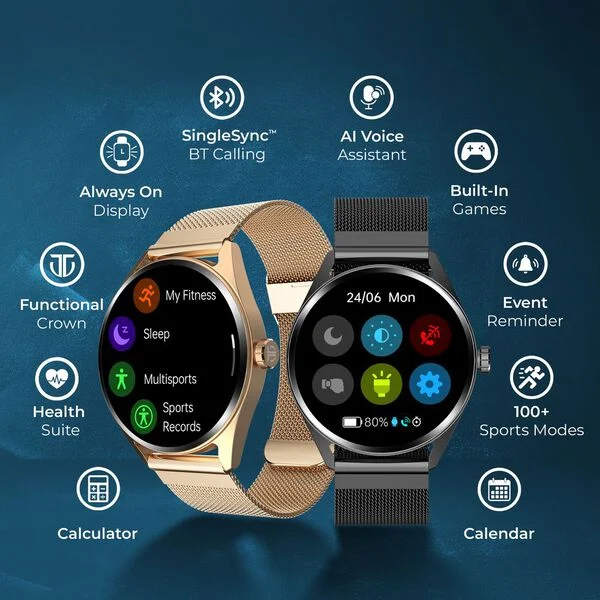 SingleSync™
BT Calling
AI Voice
Assistant
Always On
Display
Built-In
Games
Functional
Crown
Event
Reminder
Health
Suite
100+
Sports Modes
Calculator
Calendar
My Fitness
Sleep
Multisports
Sports
Records
24/06 Mon
80%